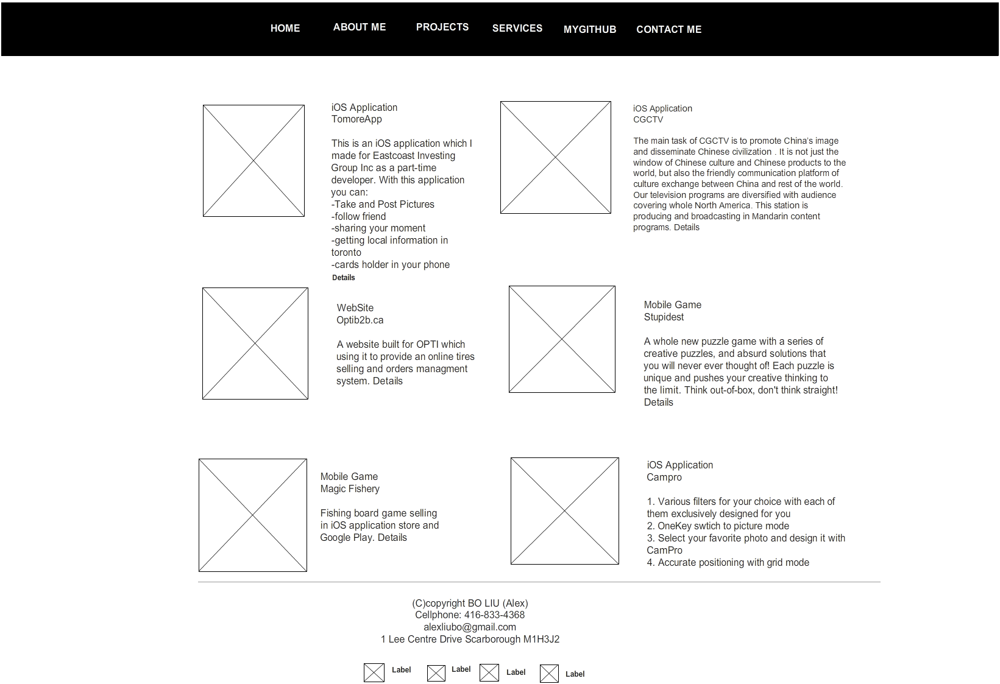 HOME
ABOUT ME
PROJECTS
SERVICES
MYGITHUB
CONTACT ME
iOS Application
TomoreApp
This is an iOS application which I
made for Eastcoast Investing
Group Inc as a part-time
developer. With this application
you can:
-Take and Post Pictures
-follow friend
-sharing your moment
-getting local information in
toronto
-cards holder in your phone
Details
iOS Application
CGCTV
The main task of CGCTV is to promote China's image
and disseminate Chinese civilization . It is not just the
window of Chinese culture and Chinese products to the
world, but also the friendly communication platform of
culture exchange between China and rest of the world.
Our television programs are diversified with audience
covering whole North America. This station is
producing and broadcasting in Mandarin content
programs. Details
WebSite
Optib2b.ca
A website built for OPTI which
using it to provide an online tires
selling and orders managment
system. Details
Mobile Game
Stupidest
A whole new puzzle game with a series of
creative puzzles, and absurd solutions that
you will never ever thought of! Each puzzle is
unique and pushes your creative thinking to
the limit. Think out-of-box, don't think straight!
Details
Mobile Game
Magic Fishery
Fishing board game selling
in iOS application store and
Google Play. Details
iOS Application
Campro
1. Various filters for your choice with each of
them exclusively designed for you
2. OneKey swtich to picture mode
3. Select your favorite photo and design it with
CamPro
4. Accurate positioning with grid mode
(C)copyright BO LIU (Alex)
Cellphone: 416-833-4368
alexliubo@gmail.com
1 Lee Centre Drive Scarborough M1H3J2
Label
Label
Label
Label